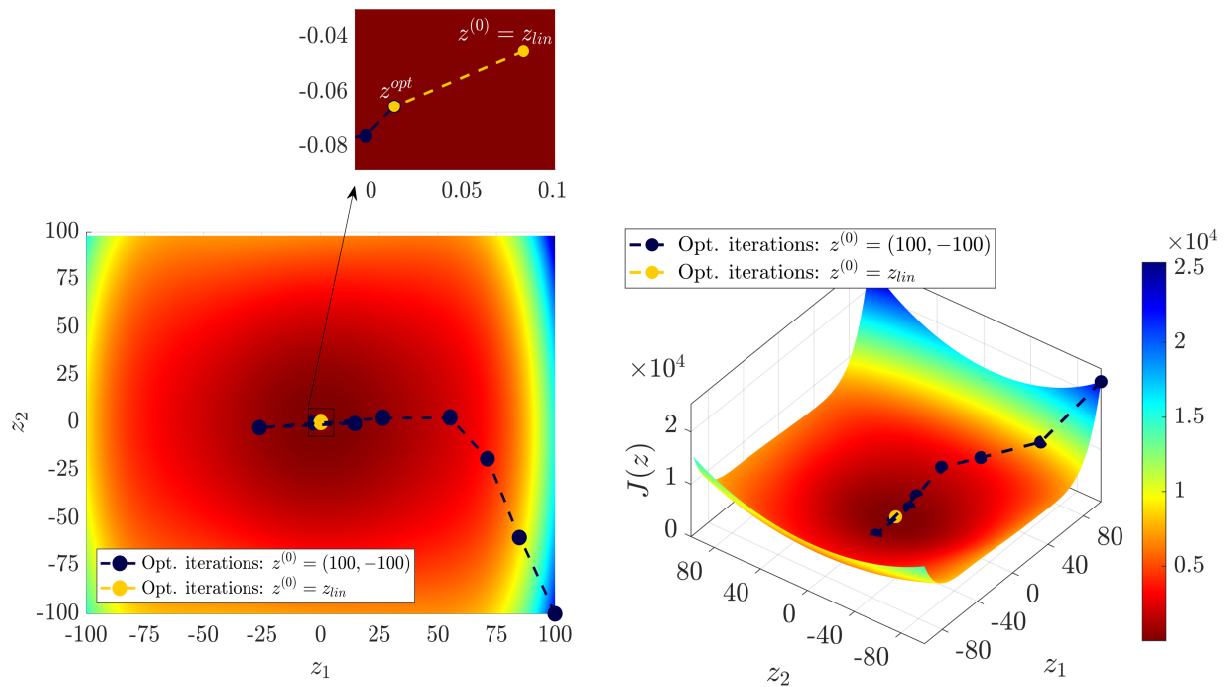 -0.04
-0.06
-0.08
z^{(0)} = z_{lin}
z^{opt}
0 0.05 0.1
100
75
50
25
0
-25
-50
-75
-100
z_2
Opt. iterations: z^{(0)} = (100, −100)
Opt. iterations: z^{(0)} = z_{lin}
-100 -75 -50 -25 0 25 50 75 100
z_1
Opt. iterations: z^{(0)} = (100, −100)
Opt. iterations: z^{(0)} = z_{lin}
×10^4
2
1
0
J(z)
80 40 0 -40 -80
z_2
80
40
0
-40
-80
z_1
×10^4
2.5
2
1.5
1
0.5